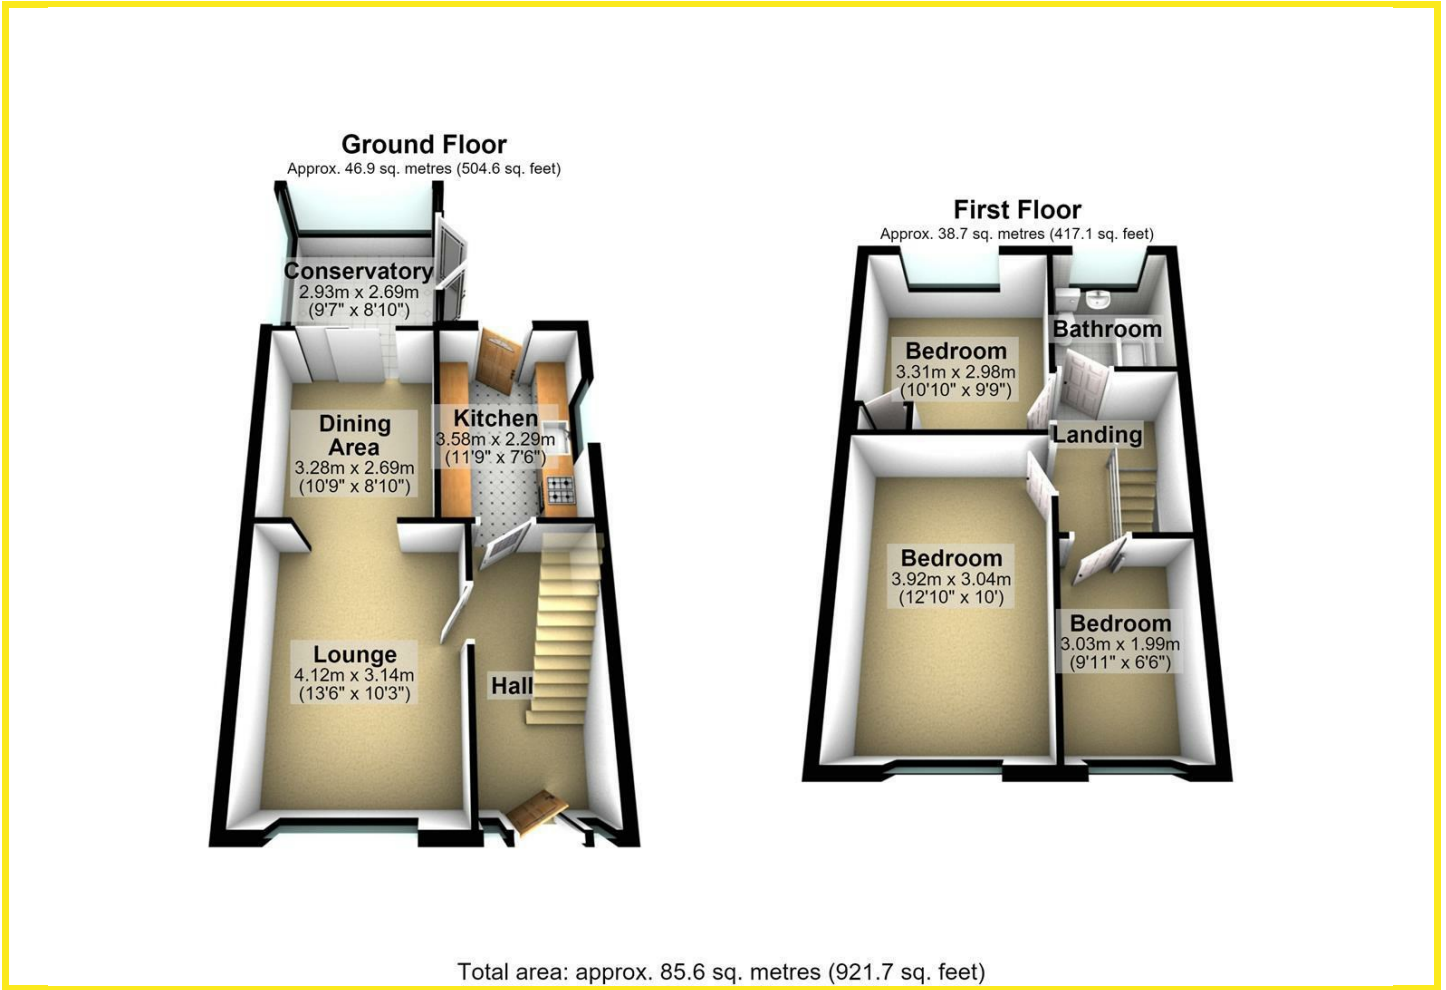 Ground Floor
Approx. 46.9 sq. metres (504.6 sq. feet)
Conservatory
2.93m x 2.69m
(9'7" x 8'10")
Dining
Area
3.28m x 2.69m
(10'9" x 8'10")
Kitchen
3.58m x 2.29m
(11'9" x 7'6")
Lounge
4.12m x 3.14m
(13'6" x 10'3")
Hall
First Floor
Approx. 38.7 sq. metres (417.1 sq. feet)
Bedroom
3.31m x 2.98m
(10'10" x 9'9")
Bathroom
Landing
Bedroom
3.92m x 3.04m
(12'10" x 10')
Bedroom
3.03m x 1.99m
(9'11" x 6'6")
Total area: approx. 85.6 sq. metres (921.7 sq. feet)